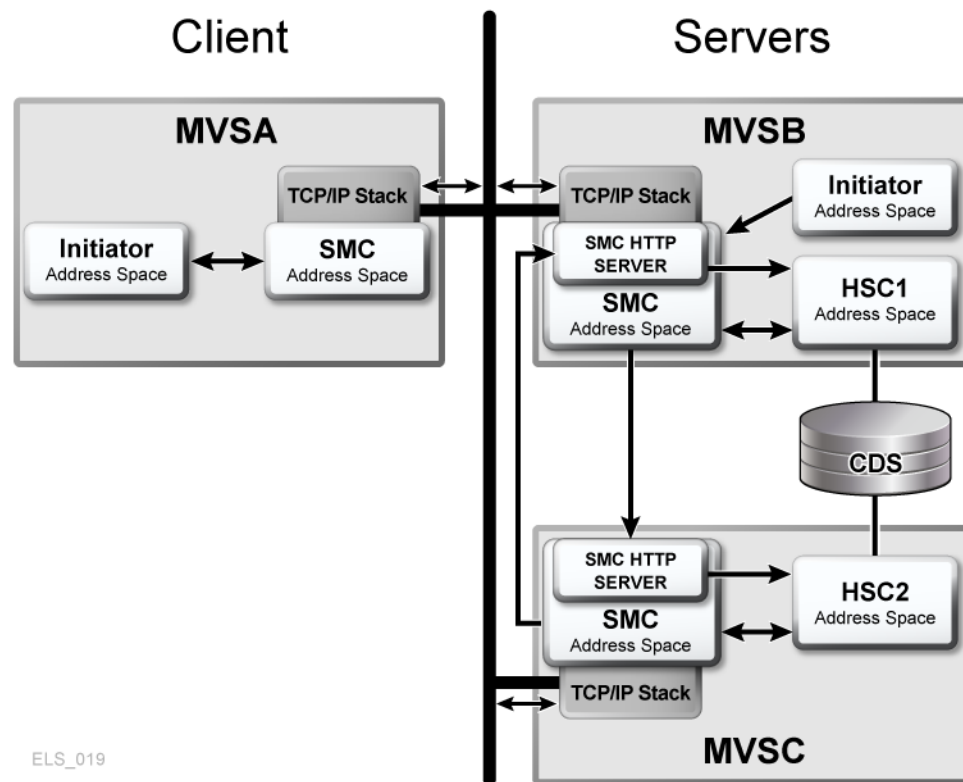 Client
Servers
MVSA
TCP/IP Stack
Initiator
Address Space
SMC
Address Space
MVSB
TCP/IP Stack
Initiator
Address Space
SMC HTTP
SERVER
SMC
Address Space
HSC1
Address Space
CDS
SMC HTTP
SERVER
SMC
Address Space
HSC2
Address Space
TCP/IP Stack
MVSC
ELS_019